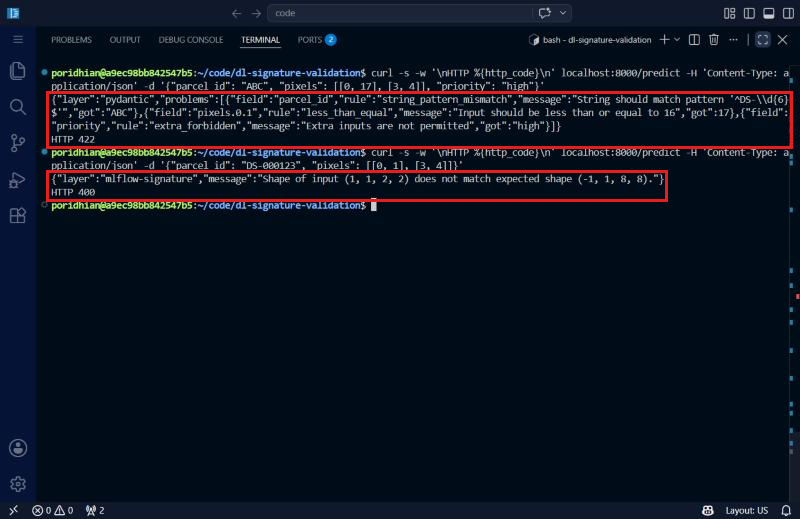 code
PROBLEMS OUTPUT DEBUG CONSOLE TERMINAL PORTS 2 bash - dl-signature-validation
poridhian@a9ec98bb842547b5:~/code/dl-signature-validation$ curl -s -w '\nHTTP %{http_code}\n' localhost:8000/predict -H 'Content-Type: a
pplication/json' -d '{"parcel_id": "ABC", "pixels": [[0, 17], [3, 4]], "priority": "high"}'
{"layer":"pydantic","problems":[{"field":"parcel_id","rule":"string_pattern_mismatch","message":"String should match pattern '^DS-\\d{6}
$'","got":"ABC"},{"field":"pixels.0.1","rule":"less_than_equal","message":"Input should be less than or equal to 16","got":17},{"field":
"priority","rule":"extra_forbidden","message":"Extra inputs are not permitted","got":"high"}]}
HTTP 422
poridhian@a9ec98bb842547b5:~/code/dl-signature-validation$ curl -s -w '\nHTTP %{http_code}\n' localhost:8000/predict -H 'Content-Type: a
pplication/json' -d '{"parcel_id": "DS-000123", "pixels": [[0, 1], [3, 4]]}'
{"layer":"mlflow-signature","message":"Shape of input (1, 1, 2, 2) does not match expected shape (-1, 1, 8, 8)."}
HTTP 400
poridhian@a9ec98bb842547b5:~/code/dl-signature-validation$
0 0 2 Layout: US